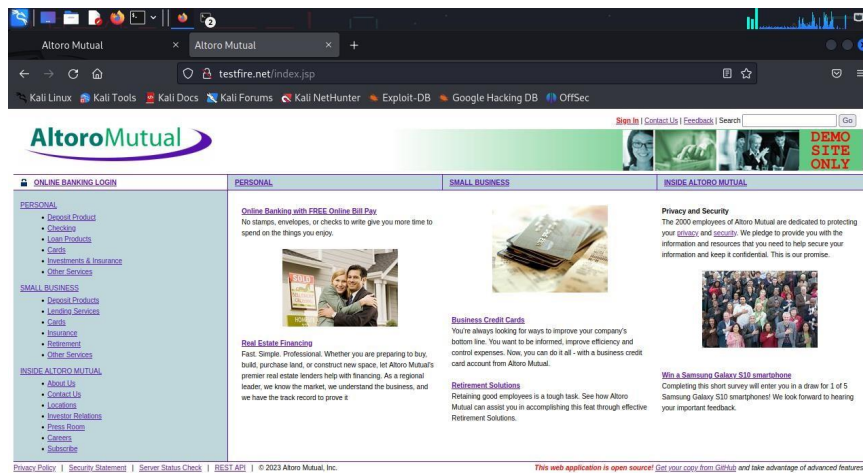 2
Altoro Mutual × Altoro Mutual × +
testfire.net/index.jsp
Kali Linux Kali Tools Kali Docs Kali Forums Kali NetHunter Exploit-DB Google Hacking DB OffSec
Sign In | Contact Us | Feedback | Search Go
AltoroMutual
DEMO
SITE
ONLY
ONLINE BANKING LOGIN
PERSONAL
SMALL BUSINESS
INSIDE ALTORO MUTUAL
PERSONAL
• Deposit Product
• Checking
• Loan Products
• Cards
• Investments & Insurance
• Other Services
SMALL BUSINESS
• Deposit Products
• Lending Services
• Cards
• Insurance
• Retirement
• Other Services
INSIDE ALTORO MUTUAL
• About Us
• Contact Us
• Locations
• Investor Relations
• Press Room
• Careers
• Subscribe
Online Banking with FREE Online Bill Pay
No stamps, envelopes, or checks to write give you more time to
spend on the things you enjoy.
SOLD
Real Estate Financing
Fast. Simple. Professional. Whether you are preparing to buy,
build, purchase land, or construct new space, let Altoro Mutual's
premier real estate lenders help with financing. As a regional
leader, we know the market, we understand the business, and
we have the track record to prove it
Business Credit Cards
You're always looking for ways to improve your company's
bottom line. You want to be informed, improve efficiency and
control expenses. Now, you can do it all - with a business credit
card account from Altoro Mutual.
Retirement Solutions
Retaining good employees is a tough task. See how Altoro
Mutual can assist you in accomplishing this feat through effective
Retirement Solutions.
Privacy and Security
The 2000 employees of Altoro Mutual are dedicated to protecting
your privacy and security. We pledge to provide you with the
information and resources that you need to help secure your
information and keep it confidential. This is our promise.
Win a Samsung Galaxy S10 smartphone
Completing this short survey will enter you in a draw for 1 of 5
Samsung Galaxy S10 smartphones! We look forward to hearing
your important feedback.
Privacy Policy | Security Statement | Server Status Check | REST API | © 2023 Altoro Mutual, Inc.
This web application is open source! Get your copy from GitHub and take advantage of advanced features